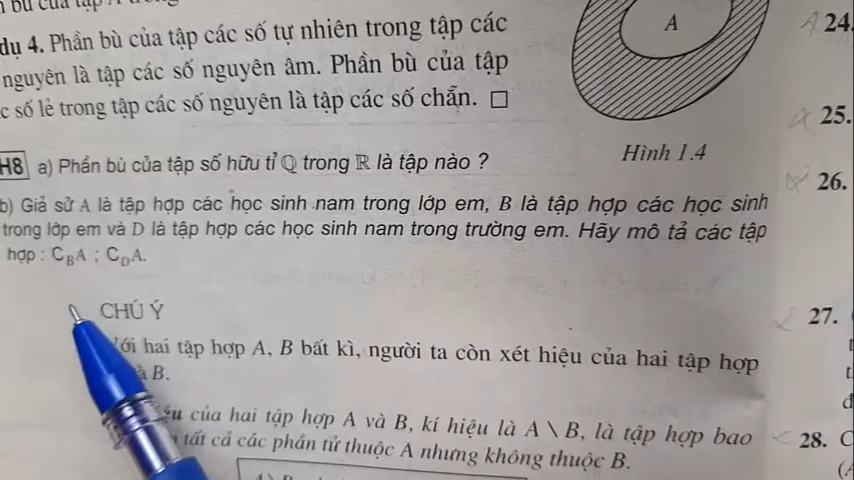 dụ 4. Phần bù của tập các số tự nhiên trong tập các
nguyên là tập các số nguyên âm. Phần bù của tập
c số lẻ trong tập các số nguyên là tập các số chẵn. □
A
Hình 1.4
H8 a) Phần bù của tập số hữu tỉ ℚ trong ℝ là tập nào ?
b) Giả sử A là tập hợp các học sinh nam trong lớp em, B là tập hợp các học sinh
trong lớp em và D là tập hợp các học sinh nam trong trường em. Hãy mô tả các tập
hợp : C_BA ; C_DA.
CHÚ Ý
ới hai tập hợp A, B bất kì, người ta còn xét hiệu của hai tập hợp
à B.
ệu của hai tập hợp A và B, kí hiệu là A \ B, là tập hợp bao
tất cả các phần tử thuộc A nhưng không thuộc B.
24.
25.
26.
27.
28. C